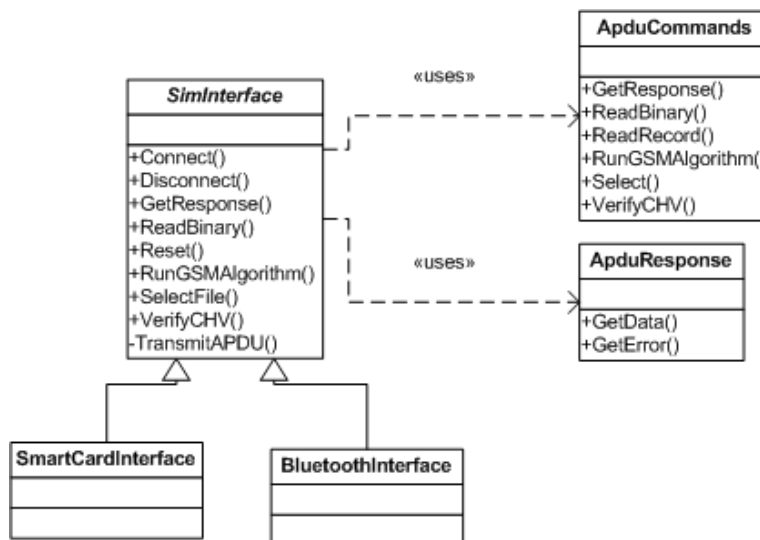 SimInterface
+Connect()
+Disconnect()
+GetResponse()
+ReadBinary()
+Reset()
+RunGSMAlgorithm()
+SelectFile()
+VerifyCHV()
-TransmitAPDU()
«uses»
«uses»
ApduCommands
+GetResponse()
+ReadBinary()
+ReadRecord()
+RunGSMAlgorithm(
+Select()
+VerifyCHV()
ApduResponse
+GetData()
+GetError()
SmartCardInterface
BluetoothInterface